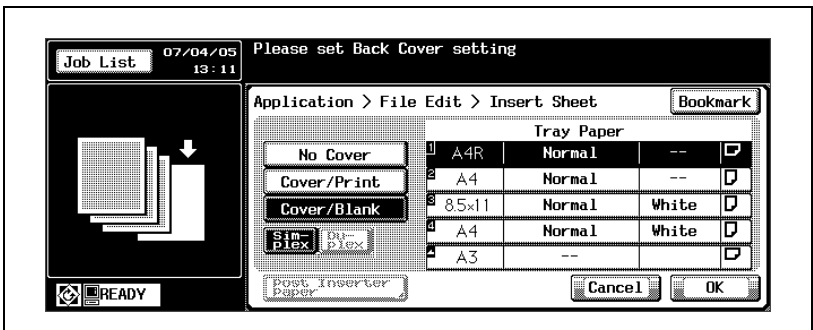 Job List
07/04/05
13:11
Please set Back Cover setting
Application > File Edit > Insert Sheet
Bookmark
Tray Paper
No Cover
Cover/Print
Cover/Blank
Sim-
plex
Du-
plex
1 A4R Normal --
2 A4 Normal --
3 8.5×11 Normal White
4 A4 Normal White
A3 --
Post Inserter
Paper
Cancel
OK
READY